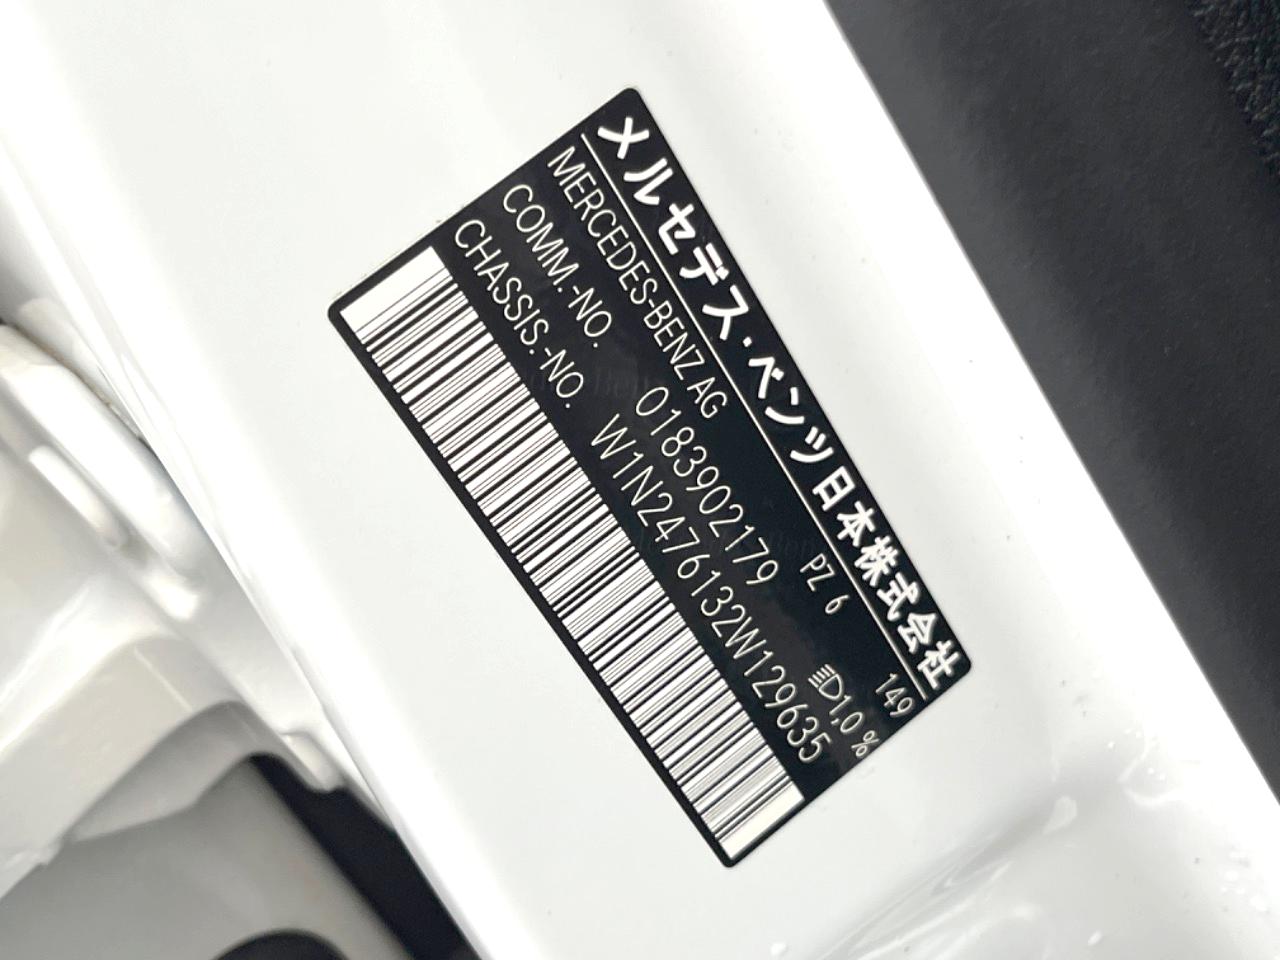 メルセデス・ベンツ日本株式会社
MERCEDES-BENZ AG 149
COMM.-NO. 0183902179 PZ 6
CHASSIS.-NO. W1N2476132W129635 1,0 %